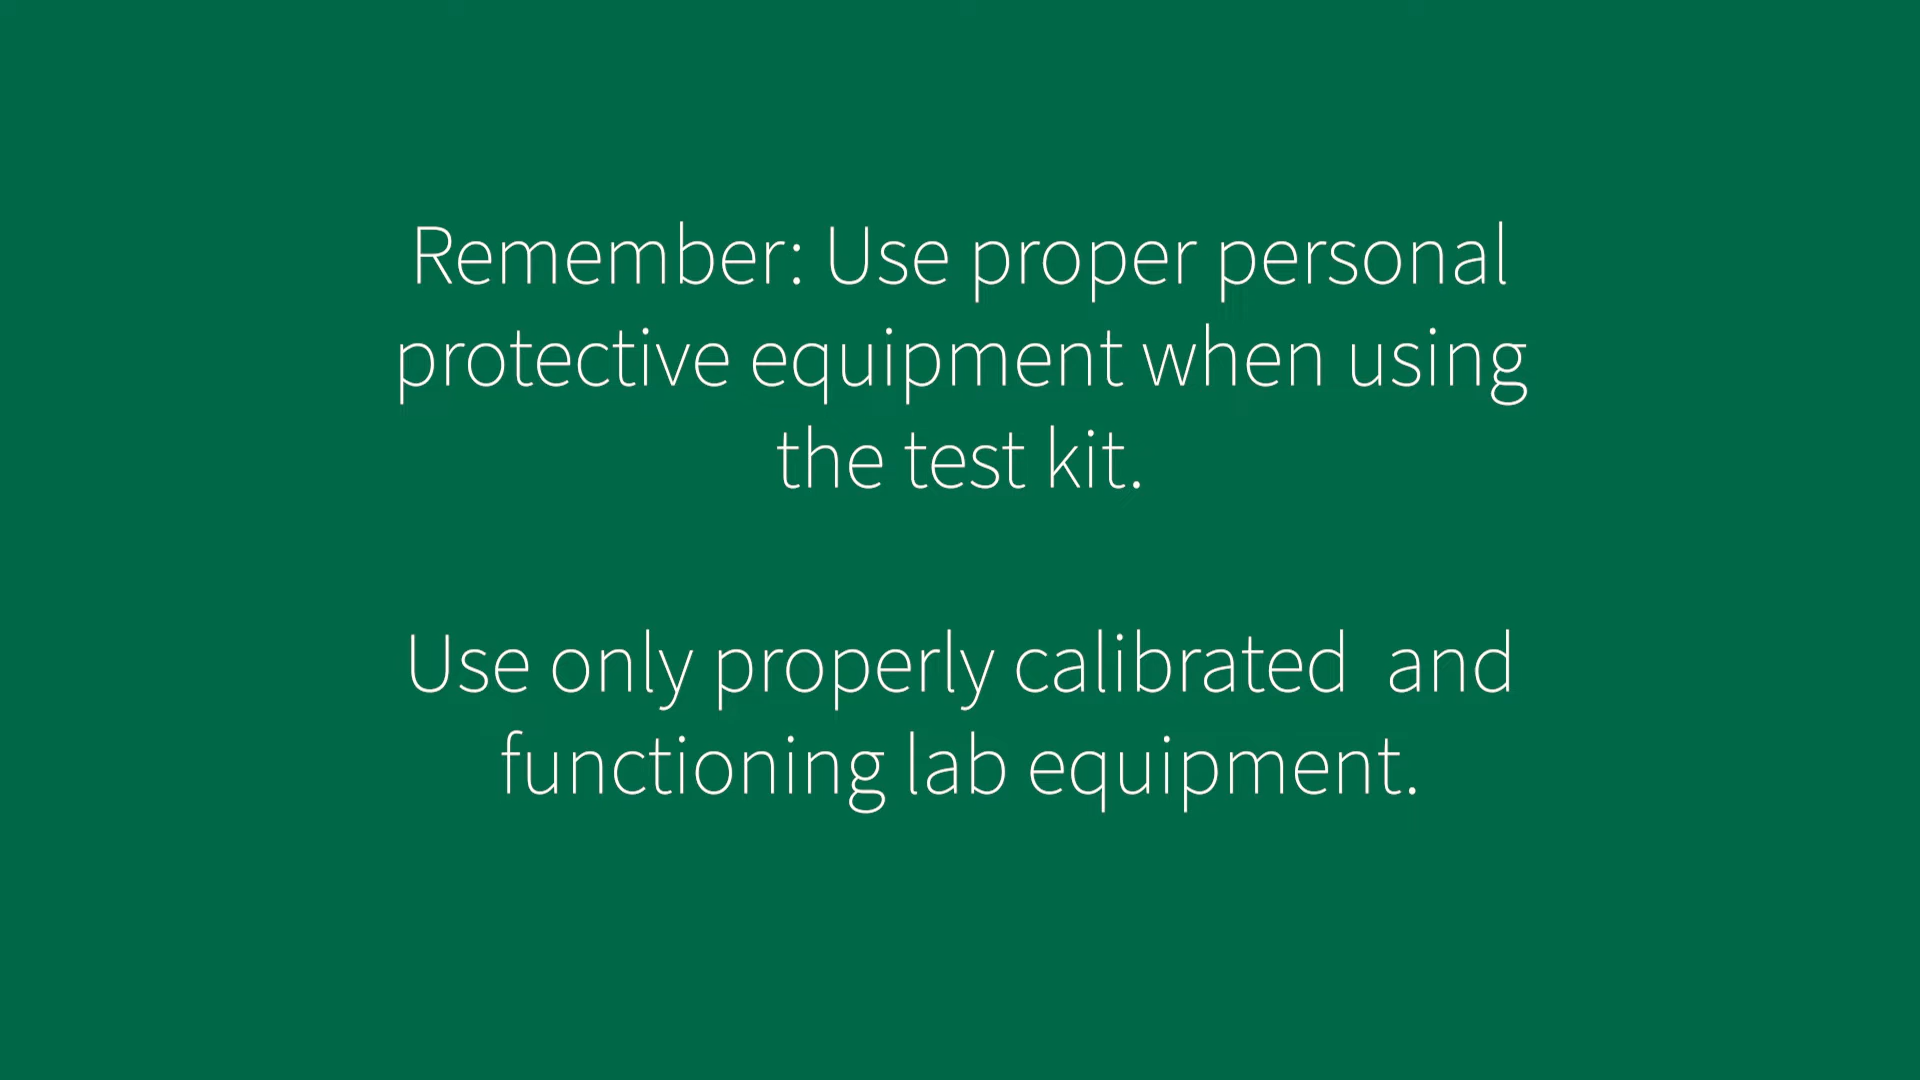 Remember: Use proper personal
protective equipment when using
the test kit.
Use only properly calibrated  and
functioning lab equipment.